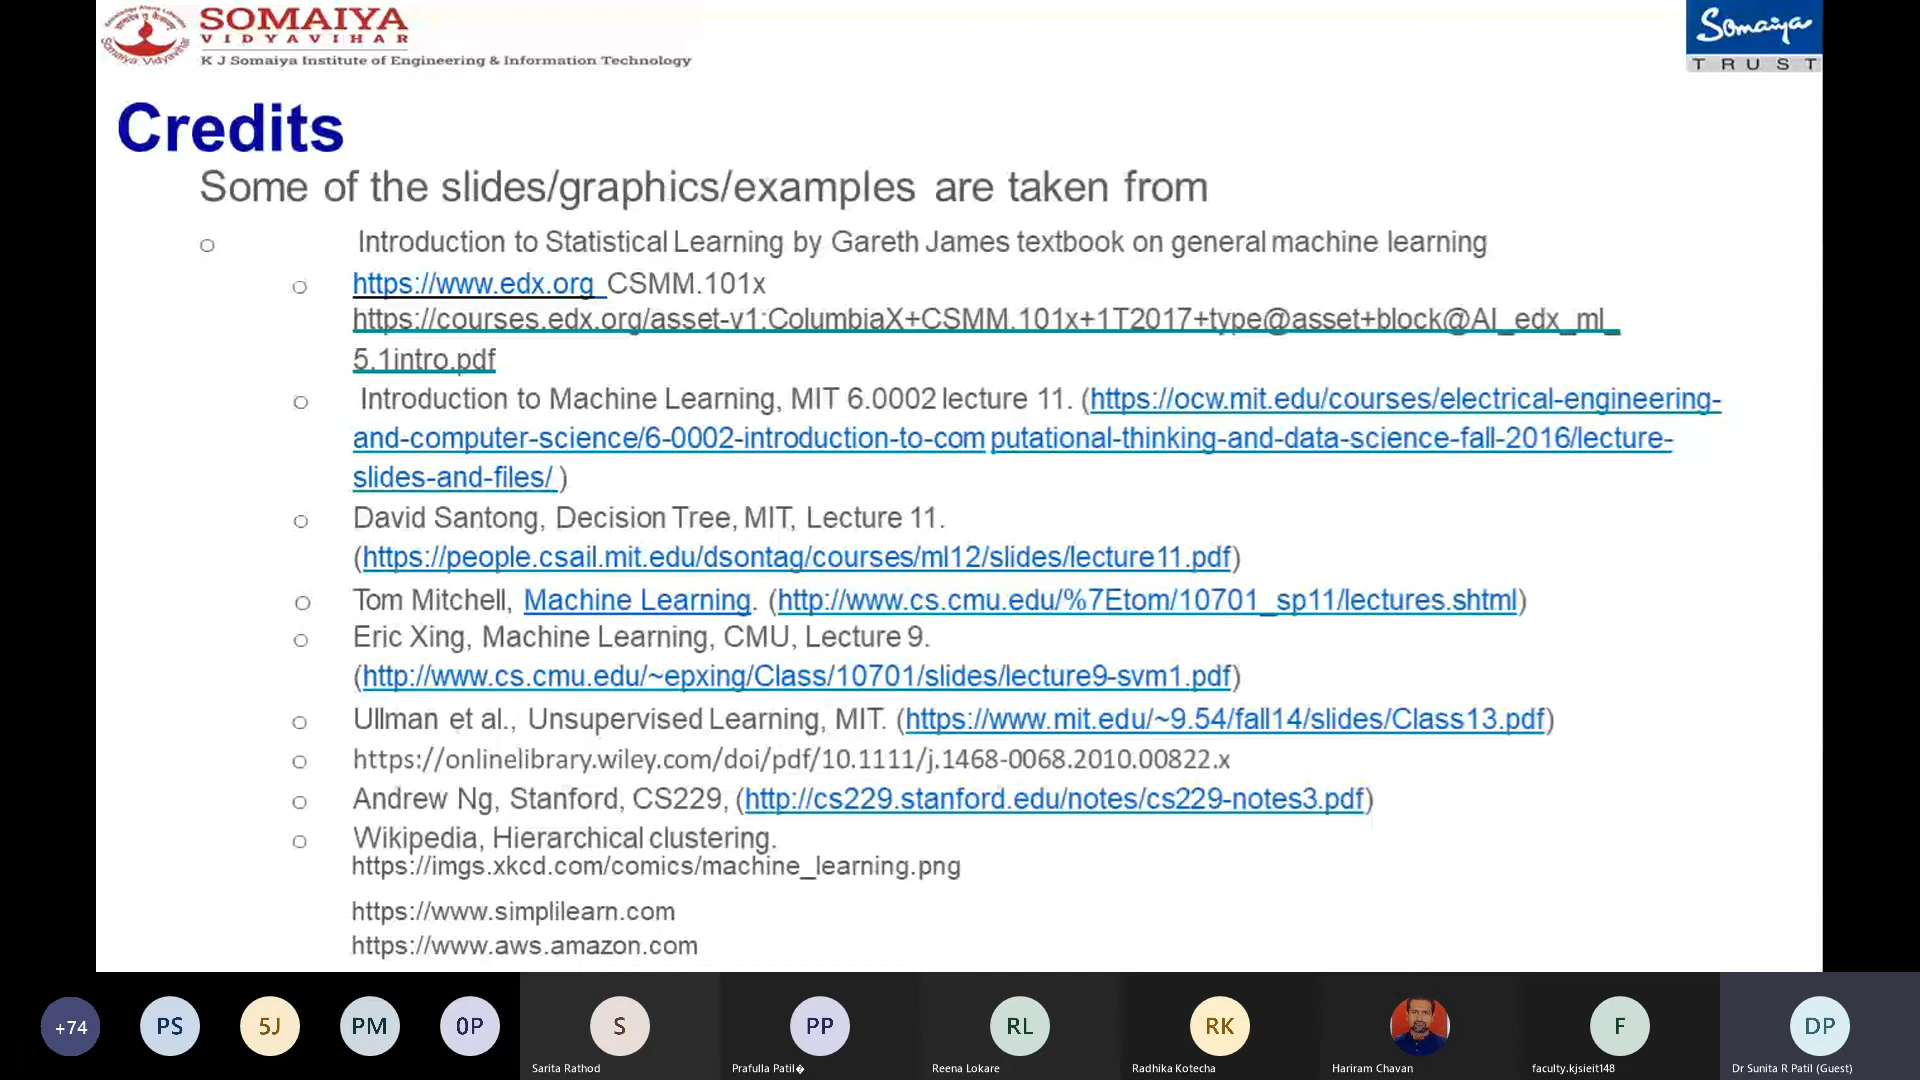 SOMAIYA
VIDYAVIHAR
K J Somaiya Institute of Engineering & Information Technology
Somaiya
TRUST
Credits
Some of the slides/graphics/examples are taken from
Introduction to Statistical Learning by Gareth James textbook on general machine learning
https://www.edx.org CSMM.101x
https://courses.edx.org/asset-v1:ColumbiaX+CSMM.101x+1T2017+type@asset+block@AI_edx_ml_
5.1intro.pdf
Introduction to Machine Learning, MIT 6.0002 lecture 11. (https://ocw.mit.edu/courses/electrical-engineering-
and-computer-science/6-0002-introduction-to-com putational-thinking-and-data-science-fall-2016/lecture-
slides-and-files/ )
David Santong, Decision Tree, MIT, Lecture 11.
(https://people.csail.mit.edu/dsontag/courses/ml12/slides/lecture11.pdf)
Tom Mitchell, Machine Learning. (http://www.cs.cmu.edu/%7Etom/10701_sp11/lectures.shtml)
Eric Xing, Machine Learning, CMU, Lecture 9.
(http://www.cs.cmu.edu/~epxing/Class/10701/slides/lecture9-svm1.pdf)
Ullman et al., Unsupervised Learning, MIT. (https://www.mit.edu/~9.54/fall14/slides/Class13.pdf)
https://onlinelibrary.wiley.com/doi/pdf/10.1111/j.1468-0068.2010.00822.x
Andrew Ng, Stanford, CS229, (http://cs229.stanford.edu/notes/cs229-notes3.pdf)
Wikipedia, Hierarchical clustering.
https://imgs.xkcd.com/comics/machine_learning.png
https://www.simplilearn.com
https://www.aws.amazon.com
+74
PS
5J
PM
0P
S
PP
RL
RK
F
DP
Sarita Rathod
Prafulla Patil�
Reena Lokare
Radhika Kotecha
Hariram Chavan
faculty.kjsieit148
Dr Sunita R Patil (Guest)